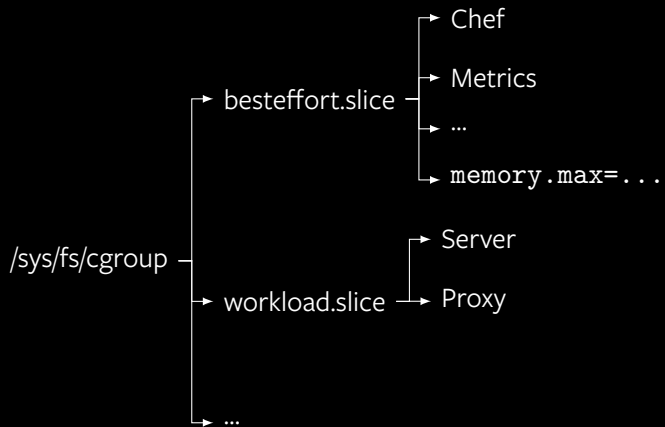 Chef
Metrics
besteffort.slice
...
memory.max=...
Server
/sys/fs/cgroup
workload.slice
Proxy
...